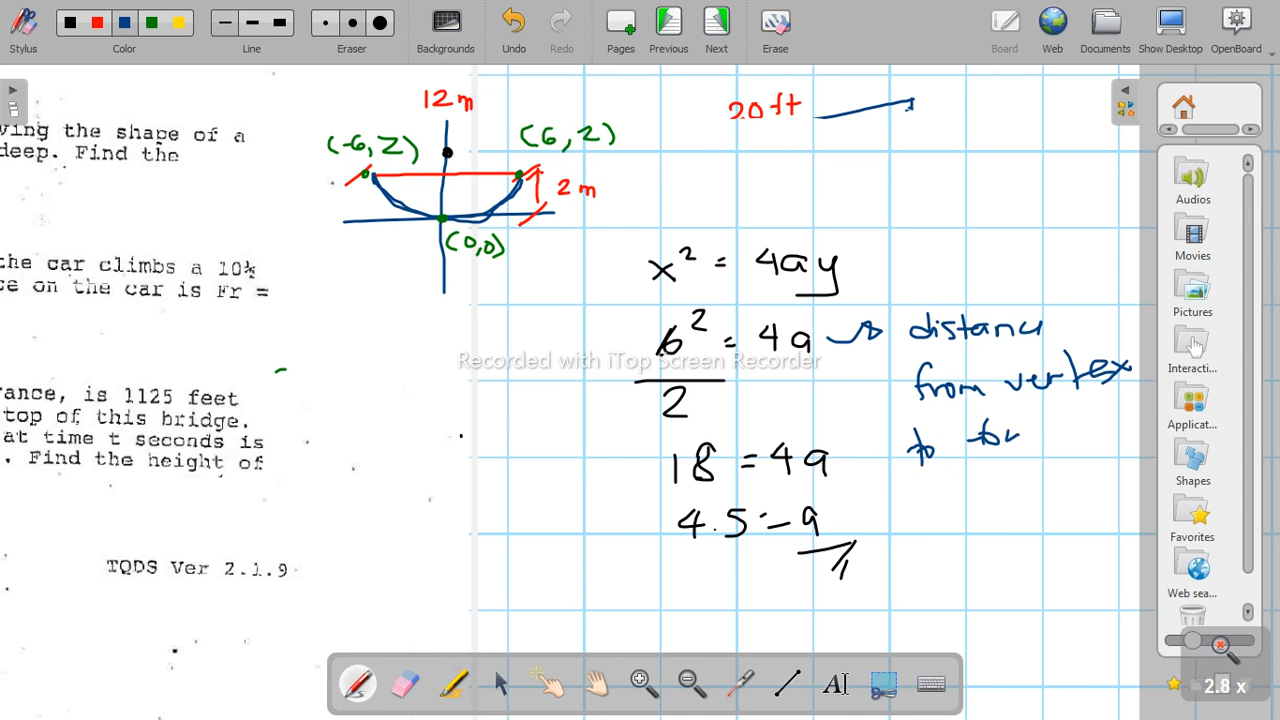 Stylus
Color
Line
Eraser
Backgrounds
Undo
Redo
Pages
Previous
Next
Erase
Board
Web
Documents
Show Desktop
OpenBoard
ving the shape of a
deep. Find the
the car climbs a 10%
ce on the car is Fr =
rance, is 1125 feet
top of this bridge.
at time t seconds is
. Find the height of
TQDS Ver 2.1.9
12 m
(-6, 2)
(6, 2)
2 m
(0,0)
20 ft
x² = 4ay
6² = 4a
2
18 = 4a
4.5 = a
distance
from vertex
to
Recorded with iTop Screen Recorder
Audios
Movies
Pictures
Interacti...
Applicat...
Shapes
Favorites
Web sea...
2.8 x